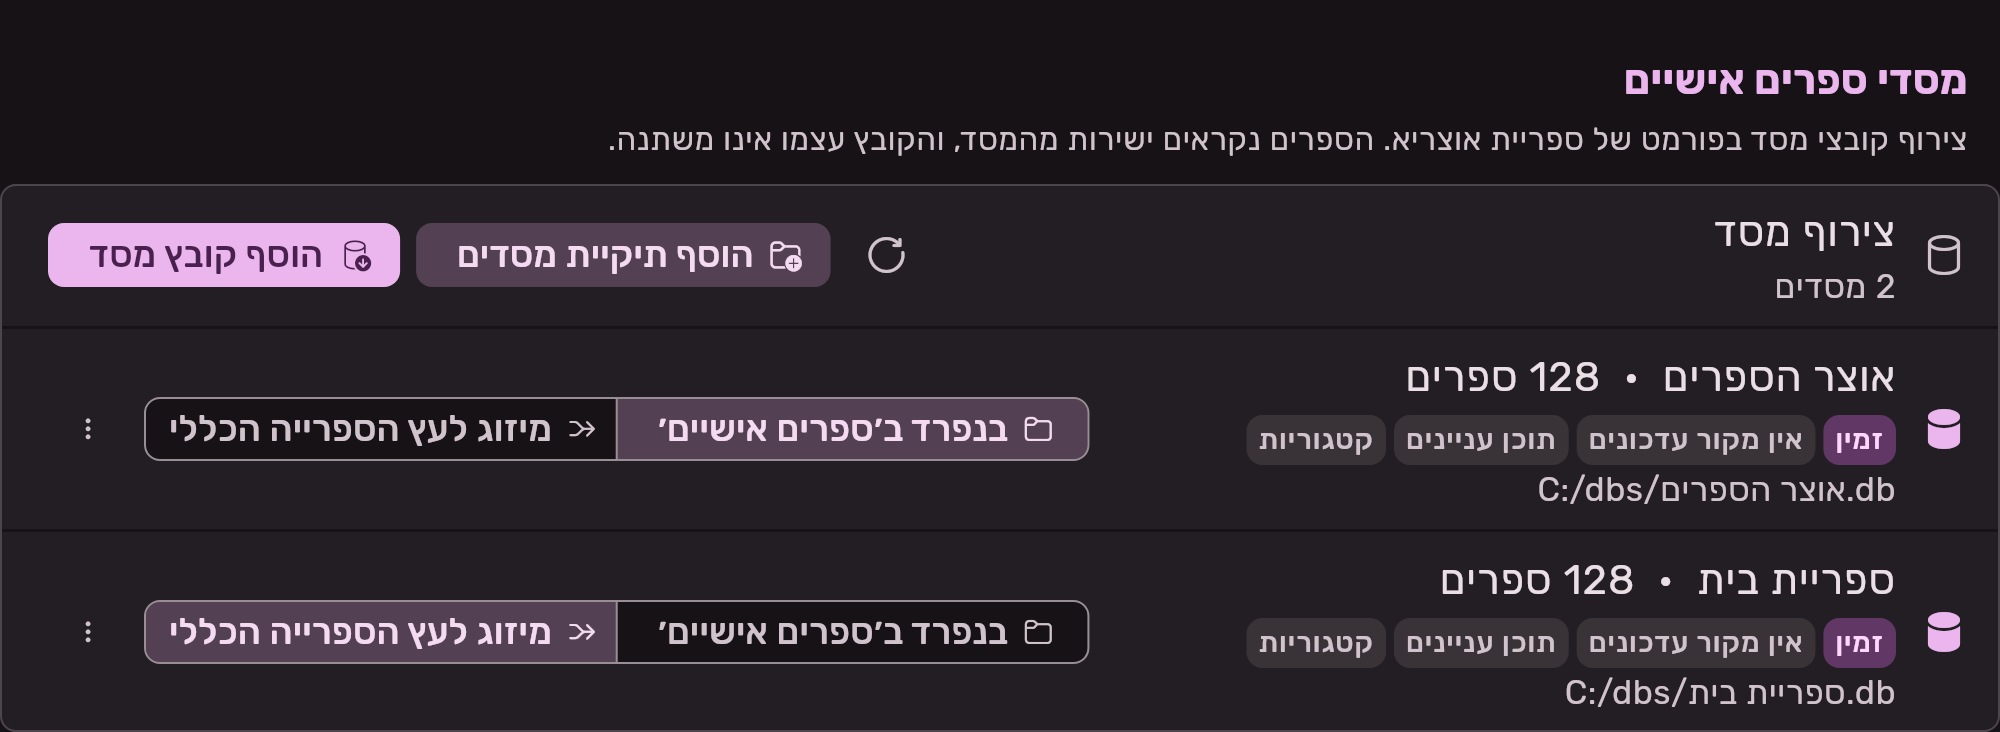 מסדי ספרים אישיים
צירוף קובצי מסד בפורמט של ספריית אוצריא. הספרים נקראים ישירות מהמסד, והקובץ עצמו אינו משתנה.
צירוף מסד
2 מסדים
הוסף תיקיית מסדים
הוסף קובץ מסד
אוצר הספרים • 128 ספרים
זמין אין מקור עדכונים תוכן עניינים קטגוריות
C:/dbs/אוצר הספרים.db
בנפרד ב'ספרים אישיים'
מיזוג לעץ הספרייה הכללי
ספריית בית • 128 ספרים
זמין אין מקור עדכונים תוכן עניינים קטגוריות
C:/dbs/ספריית בית.db
בנפרד ב'ספרים אישיים'
מיזוג לעץ הספרייה הכללי